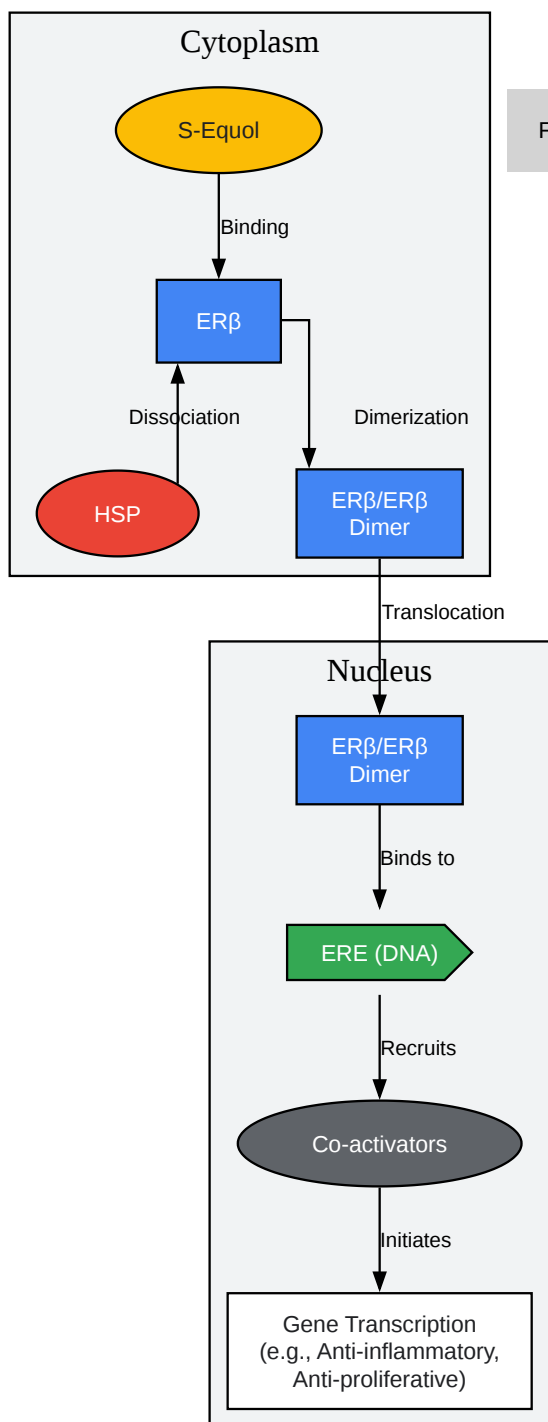 Cytoplasm
S-Equol
Binding
ERβ
Dissociation
Dimerization
HSP
ERβ/ERβ
Dimer
Translocation
Nucleus
ERβ/ERβ
Dimer
Binds to
ERE (DNA)
Recruits
Co-activators
Initiates
Gene Transcription
(e.g., Anti-inflammatory,
Anti-proliferative)